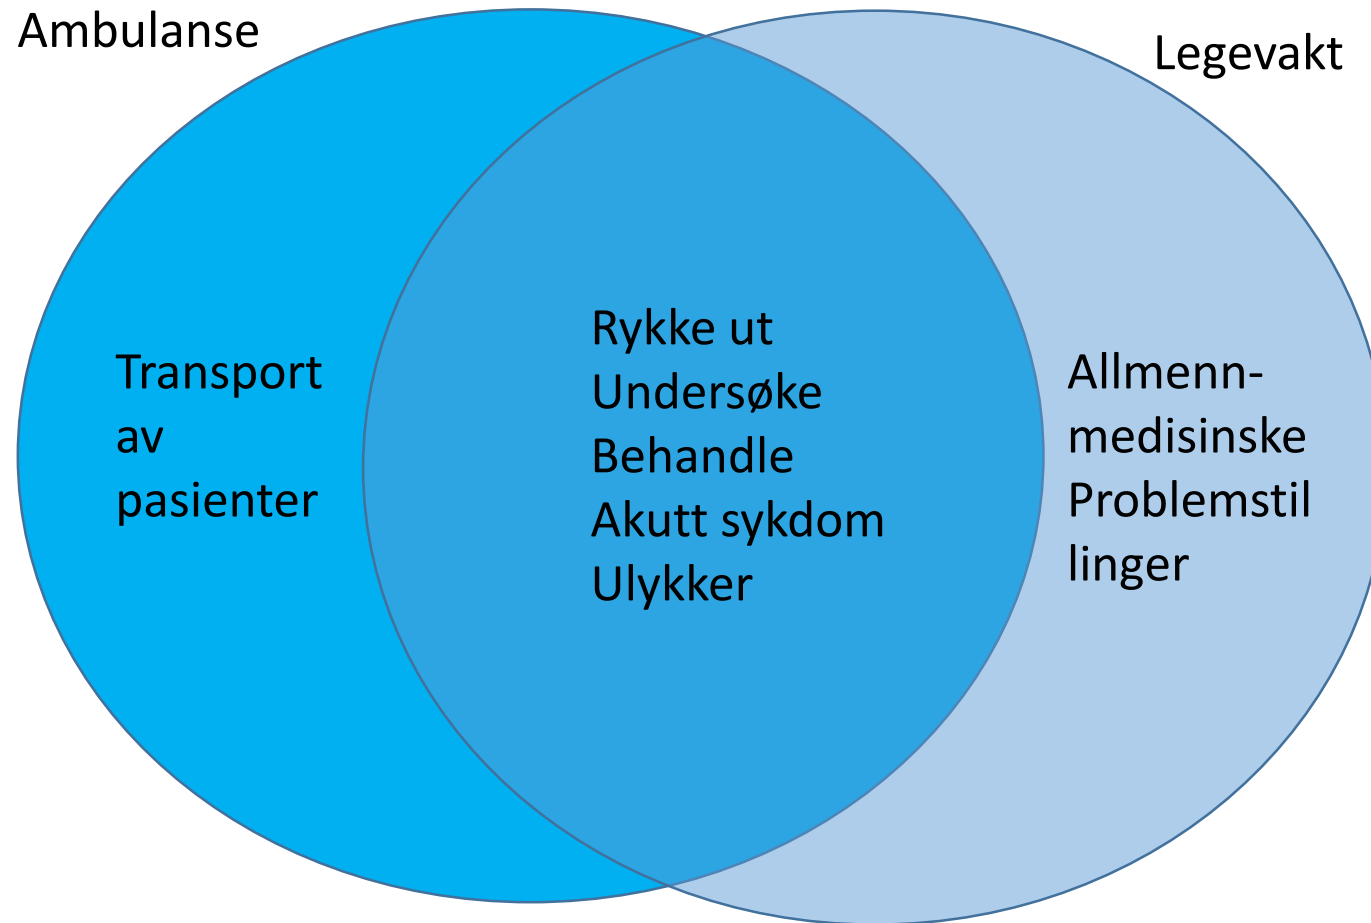 Ambulanse
Legevakt
Transport
av
pasienter
Rykke ut
Undersøke
Behandle
Akutt sykdom
Ulykker
Allmenn-
medisinske
Problemstil
linger